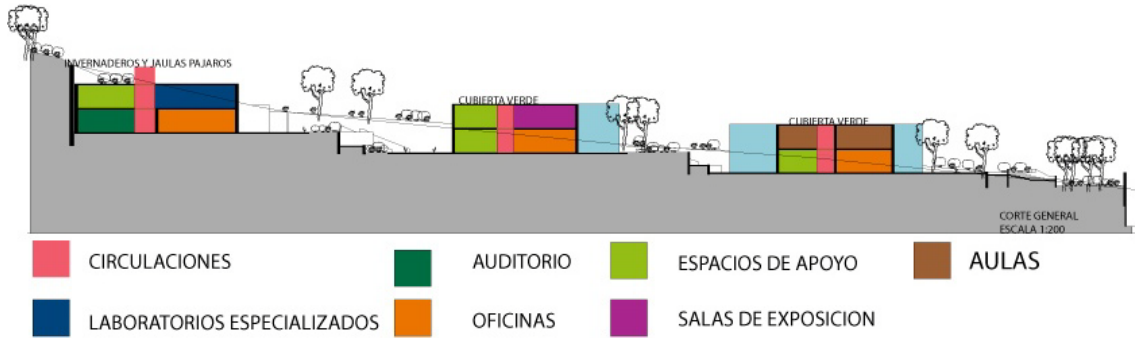 INVERNADEROS Y JAULAS PAJAROS
CUBIERTA VERDE
CUBIERTA VERDE
CORTE GENERAL
ESCALA 1:200
CIRCULACIONES
AUDITORIO
ESPACIOS DE APOYO
AULAS
LABORATORIOS ESPECIALIZADOS
OFICINAS
SALAS DE EXPOSICION